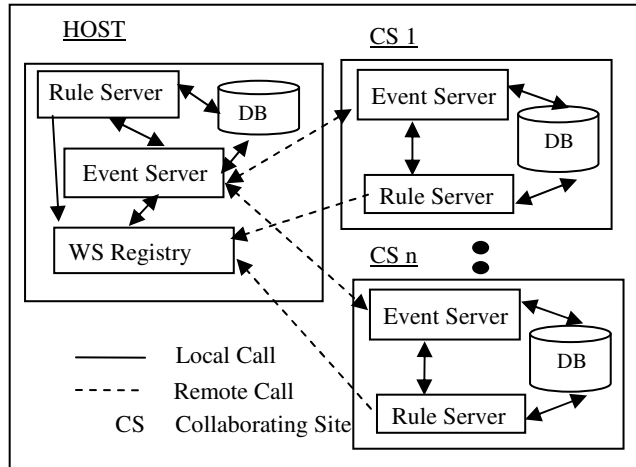 HOST
Rule Server
DB
Event Server
WS Registry
CS 1
Event Server
DB
Rule Server
CS n
Event Server
DB
Rule Server
Local Call
Remote Call
CS Collaborating Site